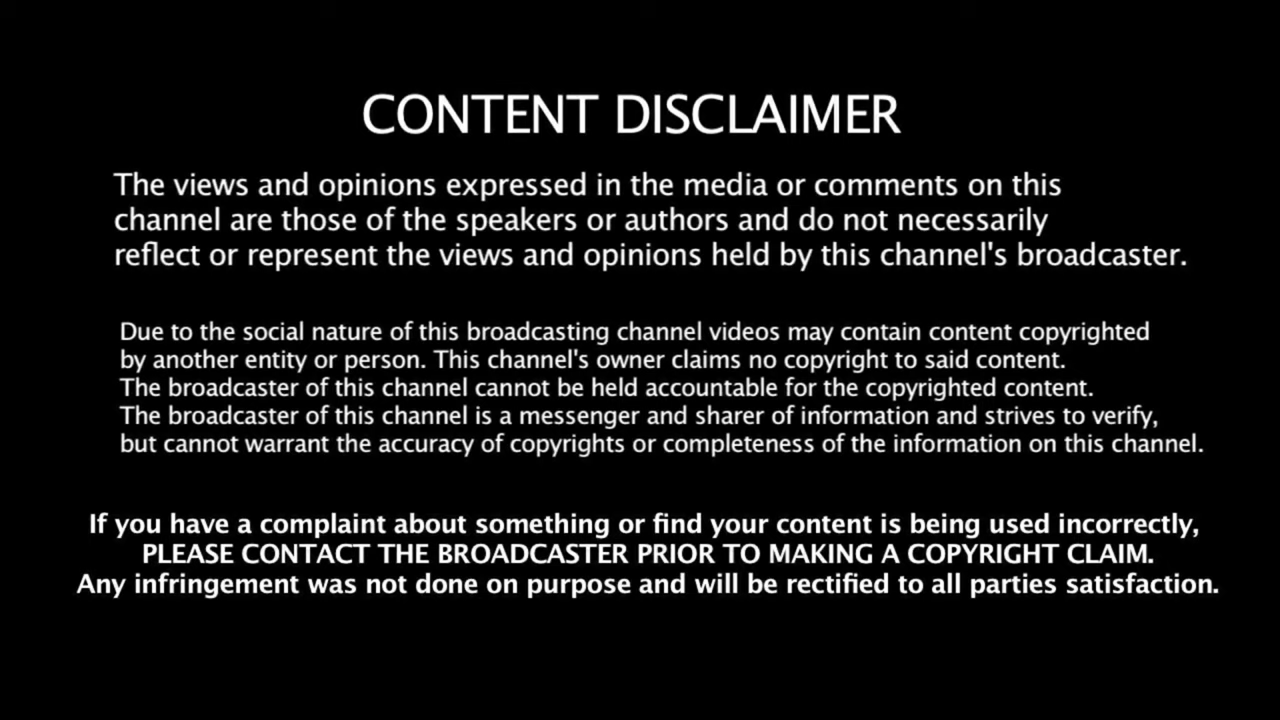 CONTENT DISCLAIMER
The views and opinions expressed in the media or comments on this
channel are those of the speakers or authors and do not necessarily
reflect or represent the views and opinions held by this channel's broadcaster.
Due to the social nature of this broadcasting channel videos may contain content copyrighted
by another entity or person. This channel's owner claims no copyright to said content.
The broadcaster of this channel cannot be held accountable for the copyrighted content.
The broadcaster of this channel is a messenger and sharer of information and strives to verify,
but cannot warrant the accuracy of copyrights or completeness of the information on this channel.
If you have a complaint about something or find your content is being used incorrectly,
PLEASE CONTACT THE BROADCASTER PRIOR TO MAKING A COPYRIGHT CLAIM.
Any infringement was not done on purpose and will be rectified to all parties satisfaction.